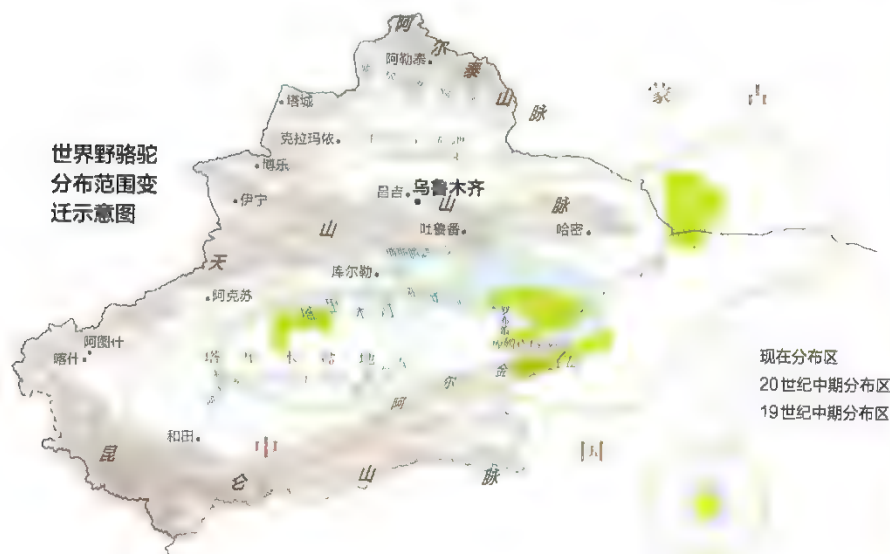 世界野骆驼
分布范围变
迁示意图
阿尔泰山脉
阿勒泰
塔城
克拉玛依
博乐
昌吉
乌鲁木齐
伊宁
吐鲁番
哈密
天山山脉
库尔勒
阿克苏
阿图什
喀什
阿尔金山
和田
昆仑山脉
蒙古
中国
现在分布区
20世纪中期分布区
19世纪中期分布区